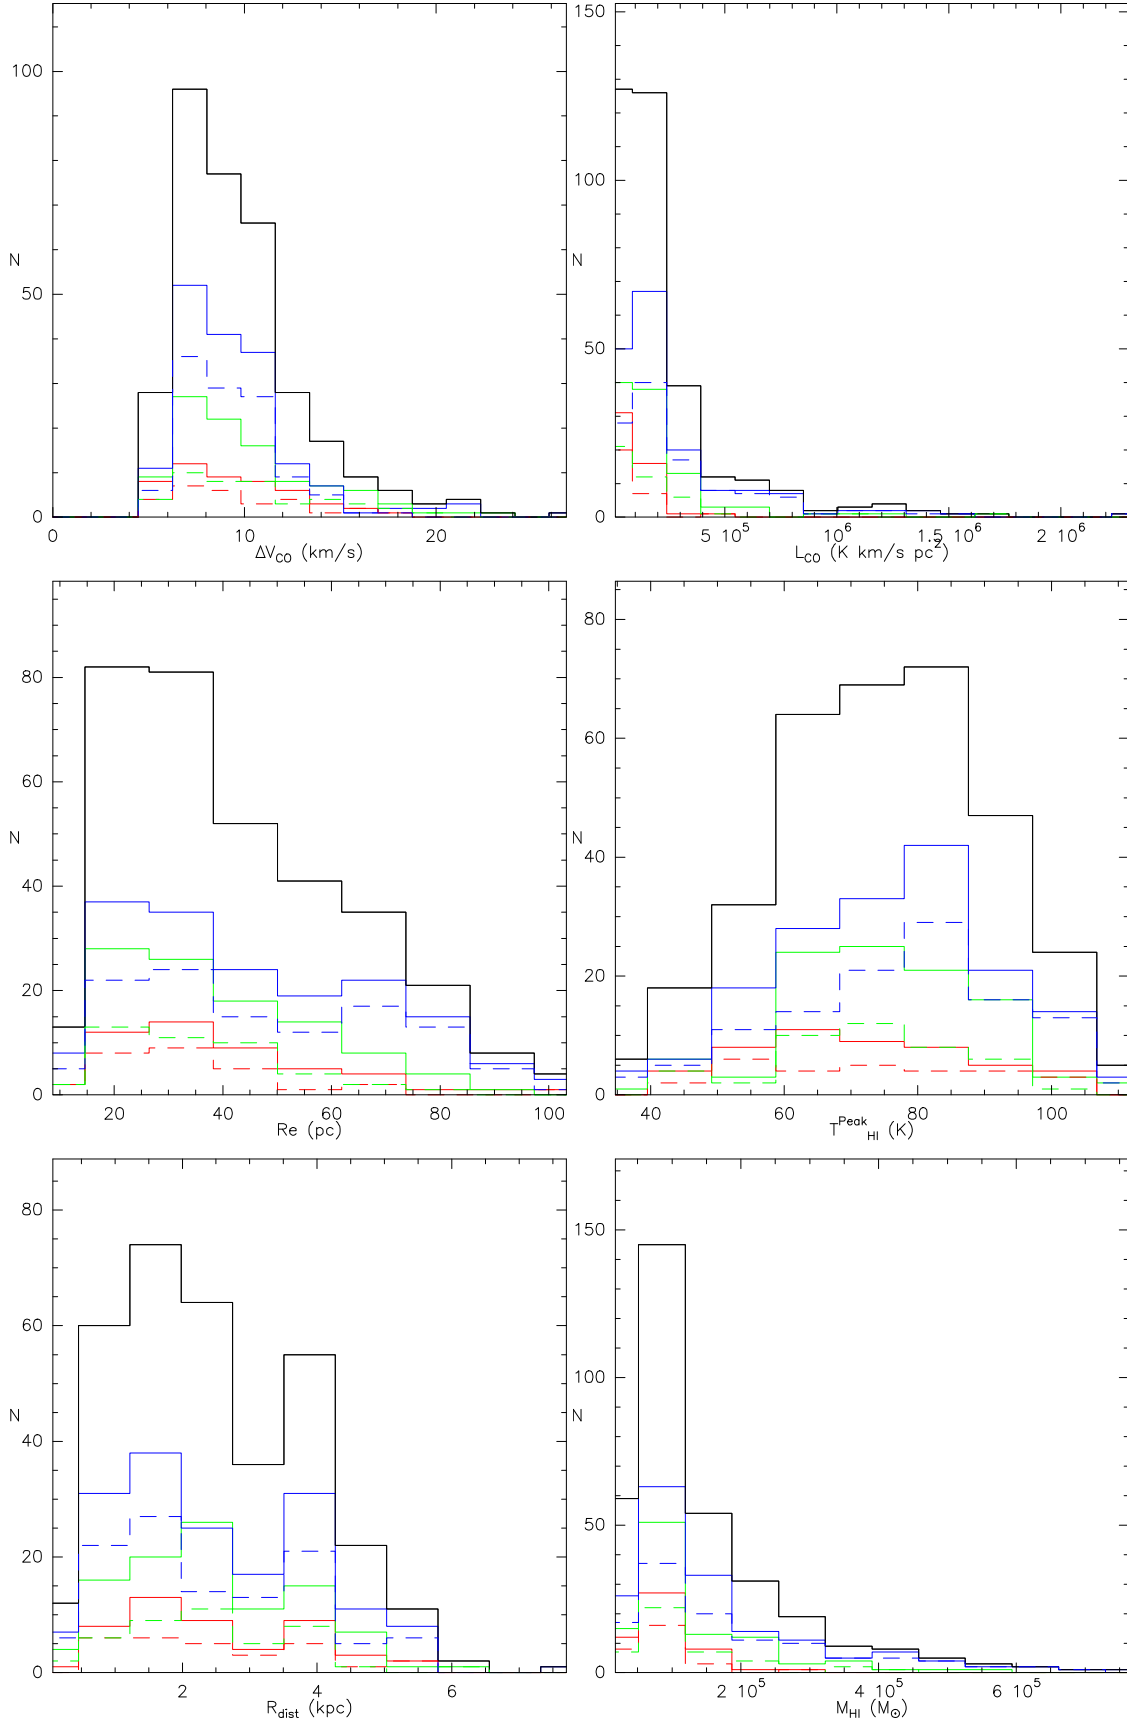 100
50
0
N
0 10 20
ΔV_CO (km/s)
150
100
50
0
N
5 10^5 10^6 1.5 10^6 2 10^6
L_CO (K km/s pc^2)
80
60
40
20
0
N
20 40 60 80 100
Re (pc)
80
60
40
20
0
N
40 60 80 100
T^Peak_HI (K)
80
60
40
20
0
N
2 4 6
R_dist (kpc)
150
100
50
0
N
2 10^5 4 10^5 6 10^5
M_HI (M_⊙)